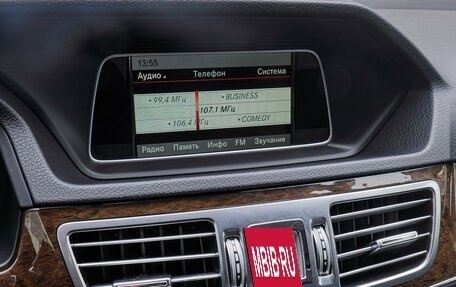 13:55
Аудио Телефон Система
99.4 МГц BUSINESS
107.1 МГц
106.4 МГц COMEDY
Радио Память Инфо FM Звучание
MBIB·RU